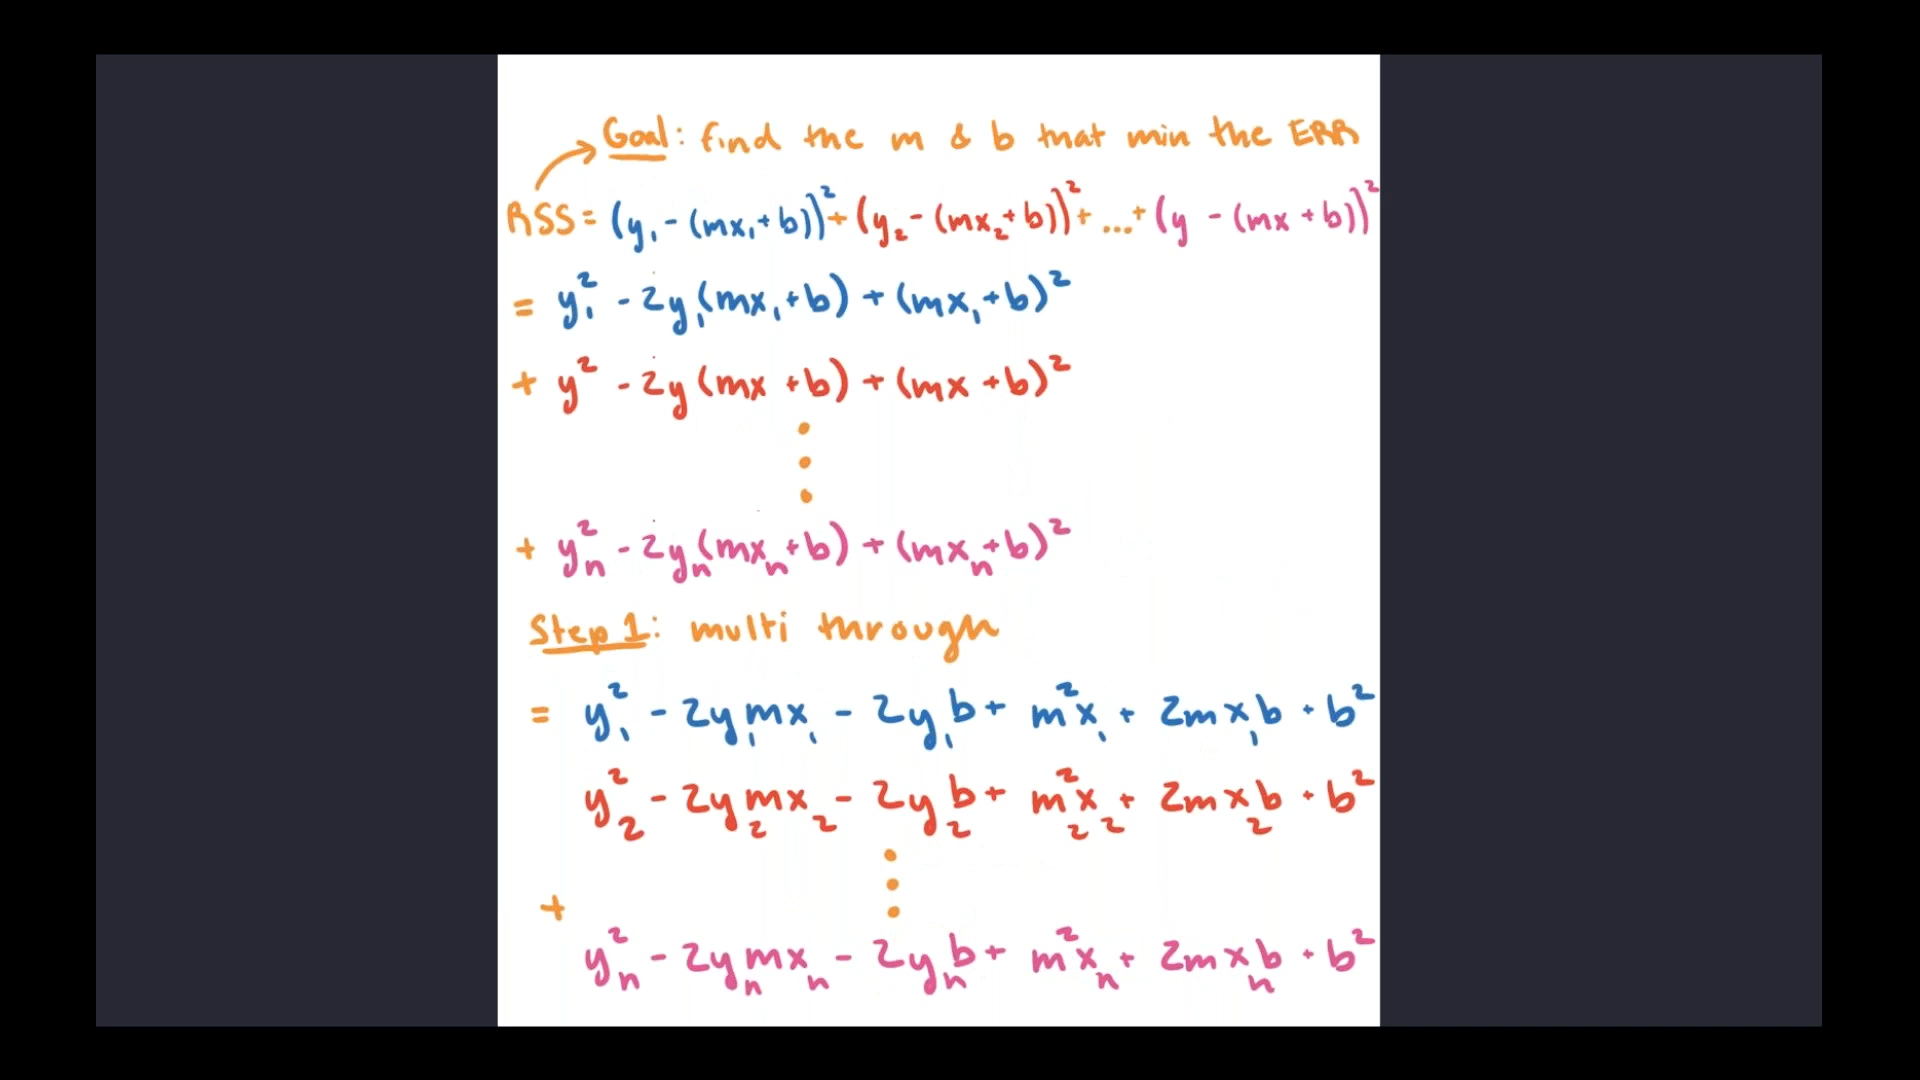 Goal: find the m & b that min the ERR
RSS = (y₁ - (mx₁ + b))² + (y₂ - (mx₂ + b))² + ... + (y - (mx + b))²
= y₁² - 2y₁(mx₁ + b) + (mx₁ + b)²
+ y² - 2y(mx + b) + (mx + b)²
⋮
+ yₙ² - 2yₙ(mxₙ + b) + (mxₙ + b)²
Step 1: multi through
= y₁² - 2y₁mx₁ - 2y₁b + m²x₁ + 2mx₁b + b²
y₂² - 2y₂mx₂ - 2y₂b + m²₂x₂ + 2mx₂b + b²
⋮
+
yₙ² - 2yₙmxₙ - 2yₙb + m²xₙ + 2mxₙb + b²